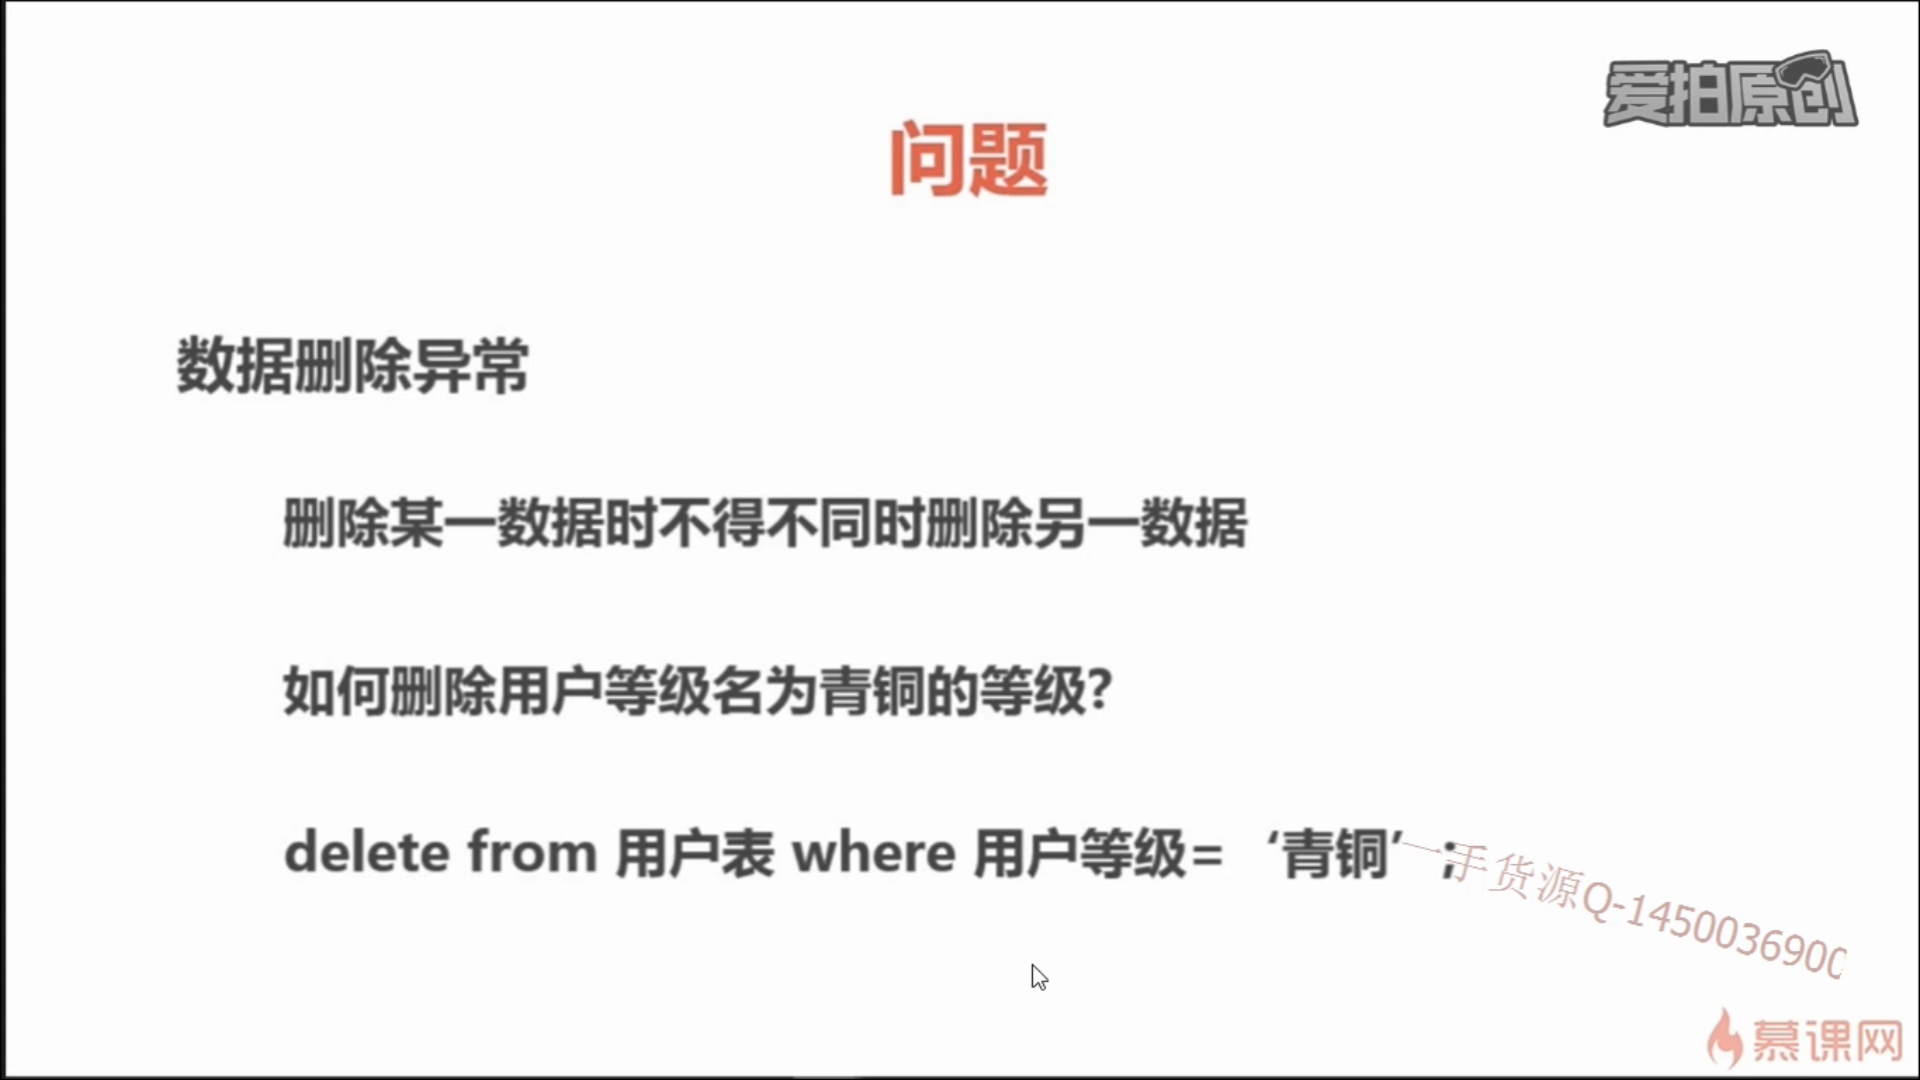 爱拍原创
问题
数据删除异常
删除某一数据时不得不同时删除另一数据
如何删除用户等级名为青铜的等级?
delete from 用户表 where 用户等级= ‘青铜’ ;
一手货源Q-1450036900
慕课网